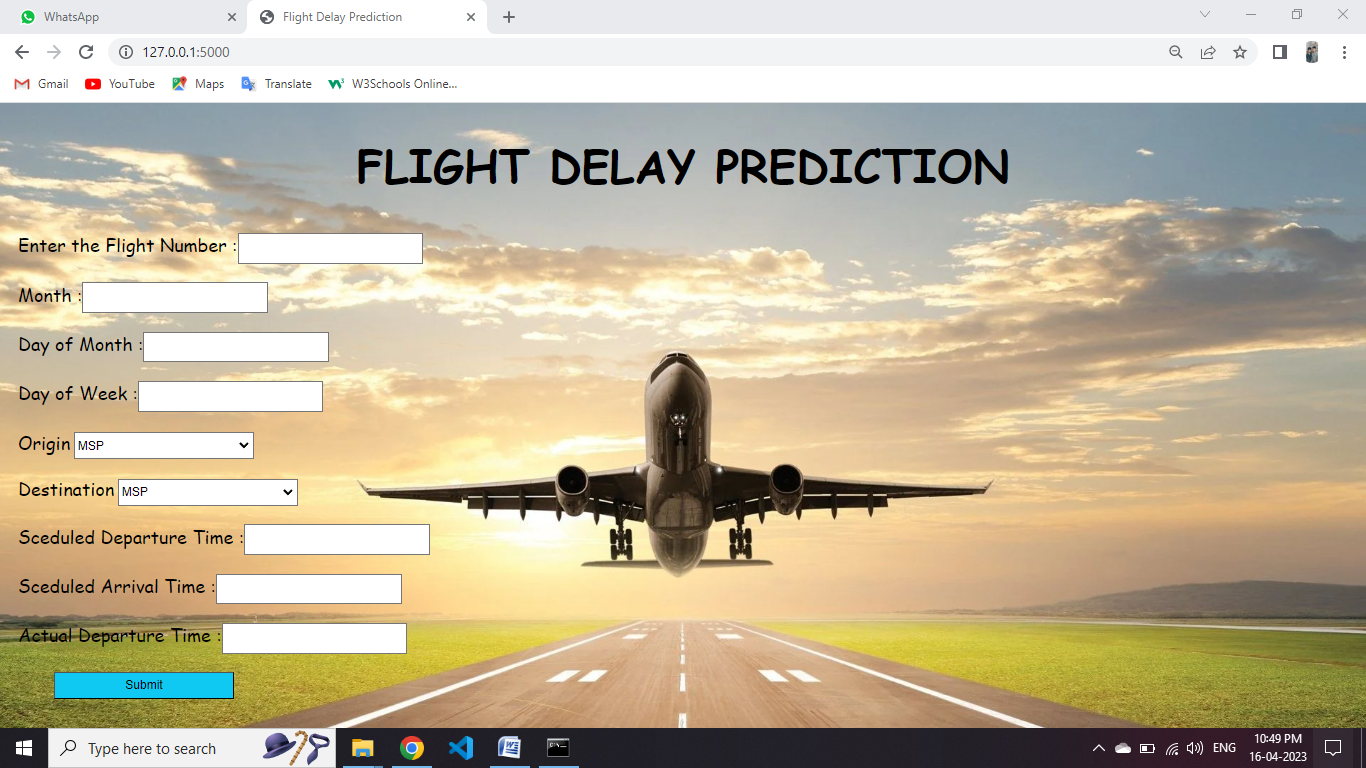 WhatsApp
Flight Delay Prediction
127.0.0.1:5000
Gmail YouTube Maps Translate W3Schools Online...
FLIGHT DELAY PREDICTION
Enter the Flight Number :
Month :
Day of Month :
Day of Week :
Origin MSP
Destination MSP
Sceduled Departure Time :
Sceduled Arrival Time :
Actual Departure Time :
Submit
Type here to search
ENG
10:49 PM
16-04-2023